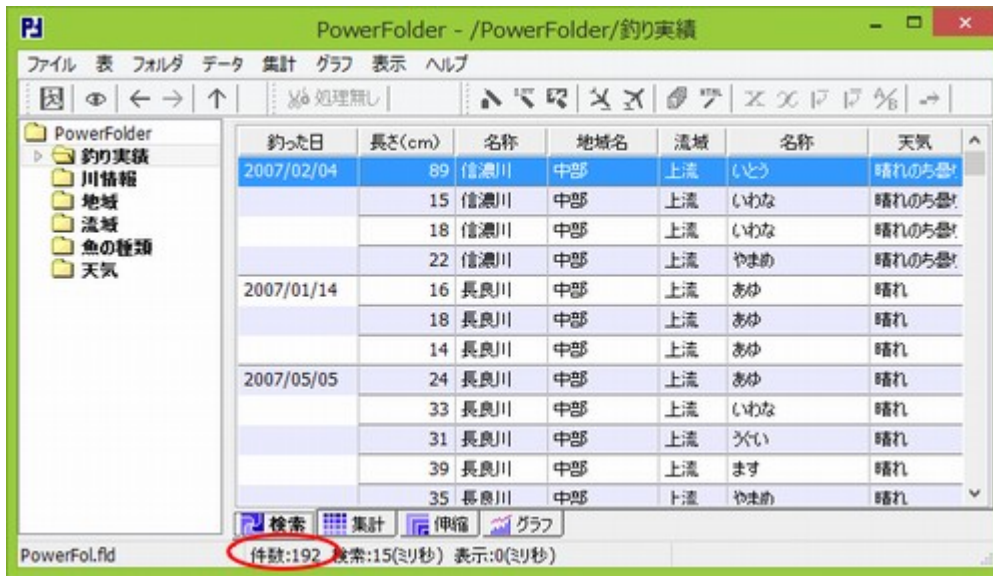 PowerFolder - /PowerFolder/釣り実績
ファイル 表 フォルダ データ 集計 グラフ 表示 ヘルプ
処理無し
PowerFolder
釣り実績
川情報
地域
流域
魚の種類
天気
釣った日 長さ(cm) 名称 地域名 流域 名称 天気
2007/02/04 89 信濃川 中部 上流 いとう 晴れのち曇り
15 信濃川 中部 上流 いわな 晴れのち曇り
18 信濃川 中部 上流 いわな 晴れのち曇り
22 信濃川 中部 上流 やまめ 晴れのち曇り
2007/01/14 16 長良川 中部 上流 あゆ 晴れ
18 長良川 中部 上流 あゆ 晴れ
14 長良川 中部 上流 あゆ 晴れ
2007/05/05 24 長良川 中部 上流 あゆ 晴れ
33 長良川 中部 上流 いわな 晴れ
31 長良川 中部 上流 うぐい 晴れ
39 長良川 中部 上流 ます 晴れ
35 長良川 中部 上流 やまめ 晴れ
検索 集計 伸縮 グラフ
PowerFol.fld 件数:192 検索:15(ミリ秒) 表示:0(ミリ秒)